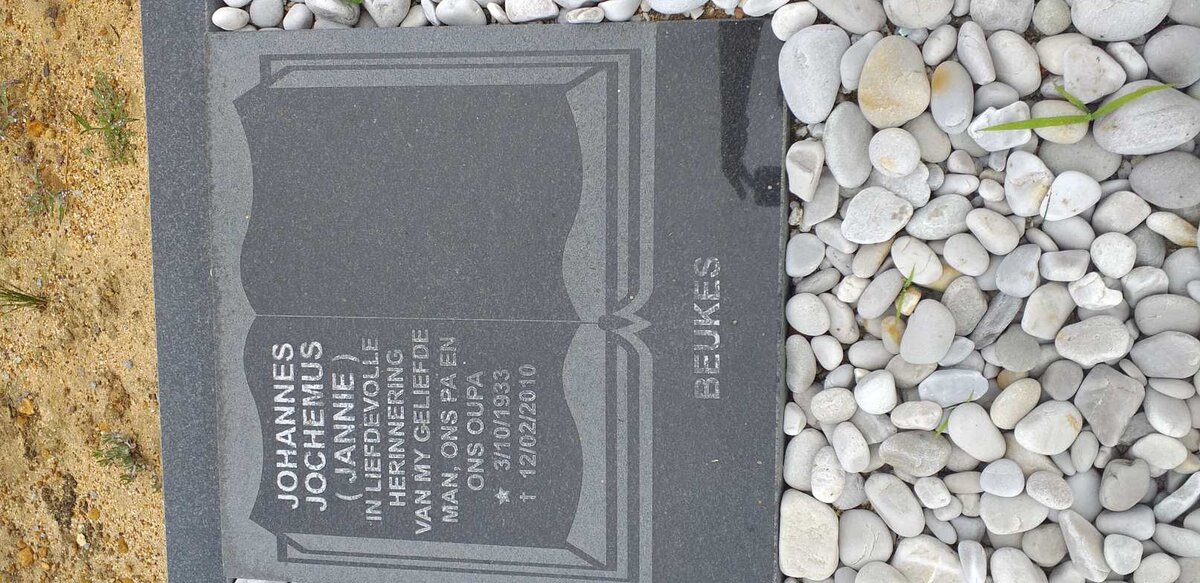 JOHANNES
JOCHEMUS
( JANNIE )
IN LIEFDEVOLLE
HERINNERING
VAN MY GELIEFDE
MAN, ONS PA EN
ONS OUPA
★ 3/10/1933
† 12/02/2010
BEUKES